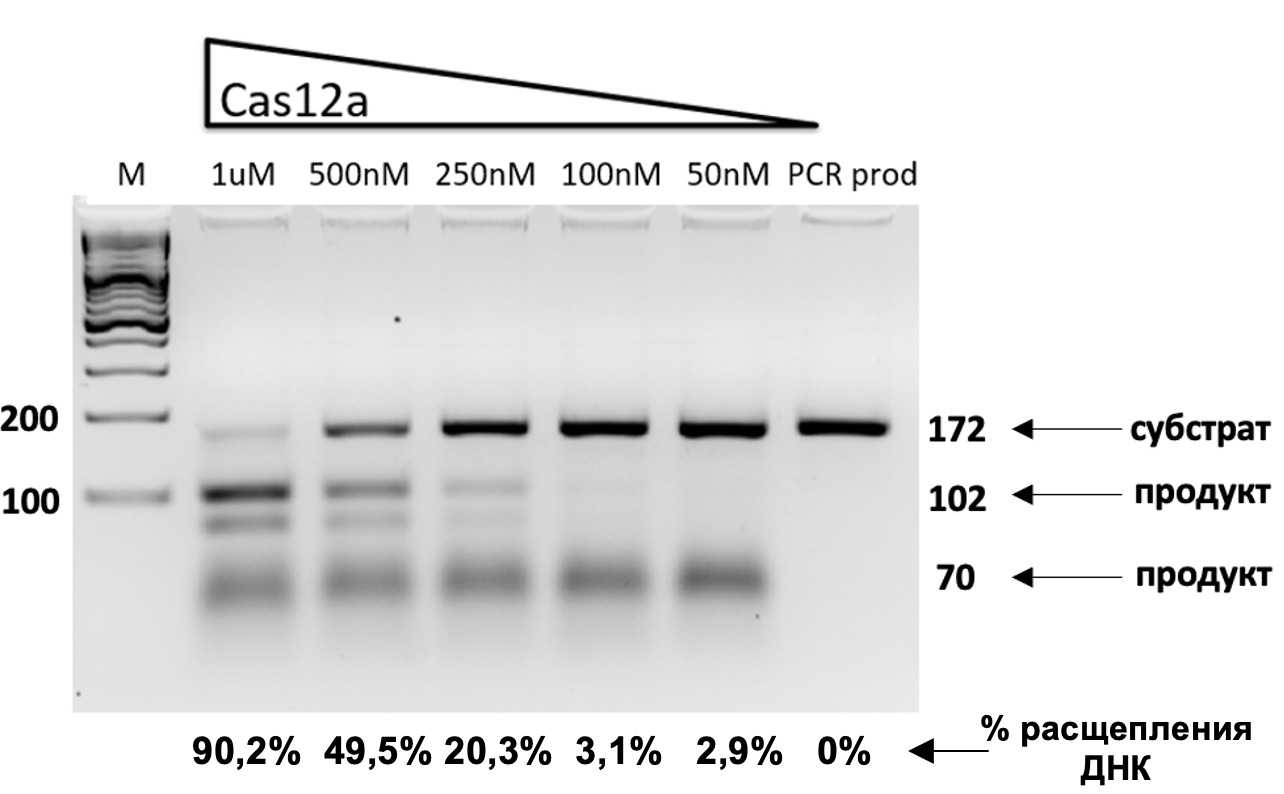 Cas12a
M 1uM 500nM 250nM 100nM 50nM PCR prod
200 172 субстрат
100 102 продукт
70 продукт
90,2% 49,5% 20,3% 3,1% 2,9% 0% % расщепления
ДНК